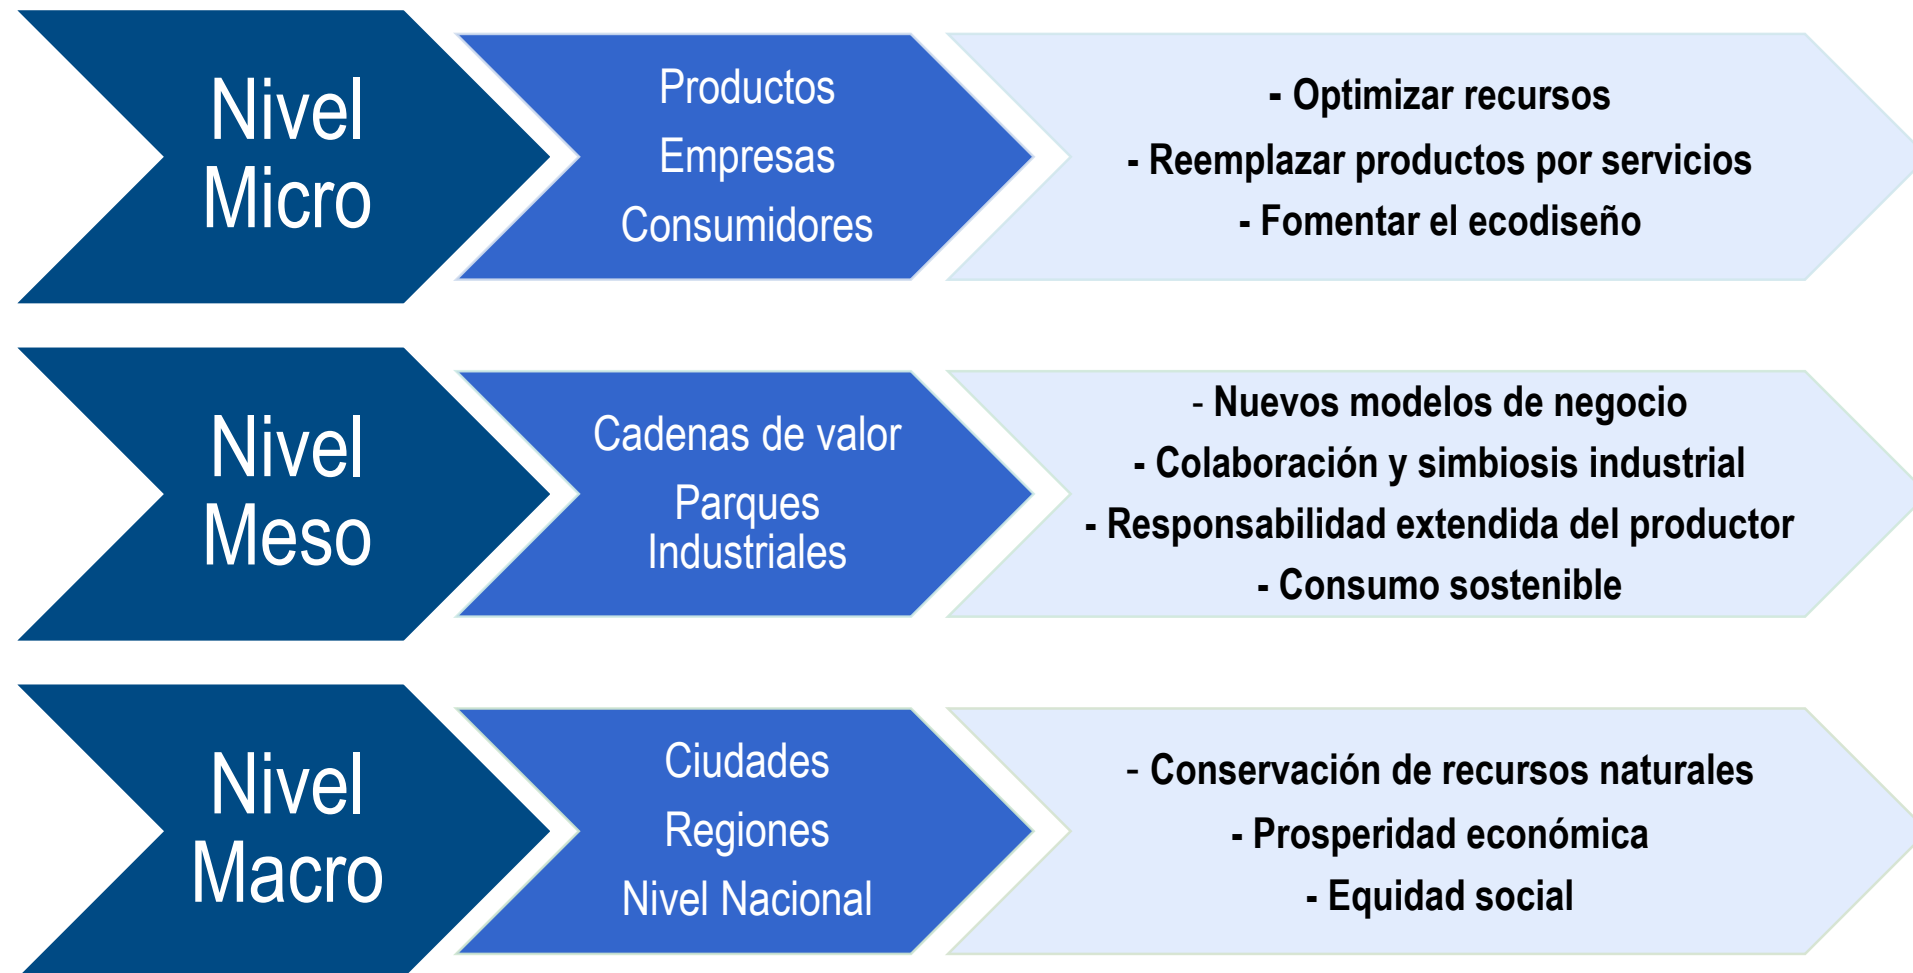 Nivel
Micro
Productos
Empresas
Consumidores
- Optimizar recursos
- Reemplazar productos por servicios
- Fomentar el ecodiseño
Nivel
Meso
Cadenas de valor
Parques
Industriales
- Nuevos modelos de negocio
- Colaboración y simbiosis industrial
- Responsabilidad extendida del productor
- Consumo sostenible
Nivel
Macro
Ciudades
Regiones
Nivel Nacional
- Conservación de recursos naturales
- Prosperidad económica
- Equidad social